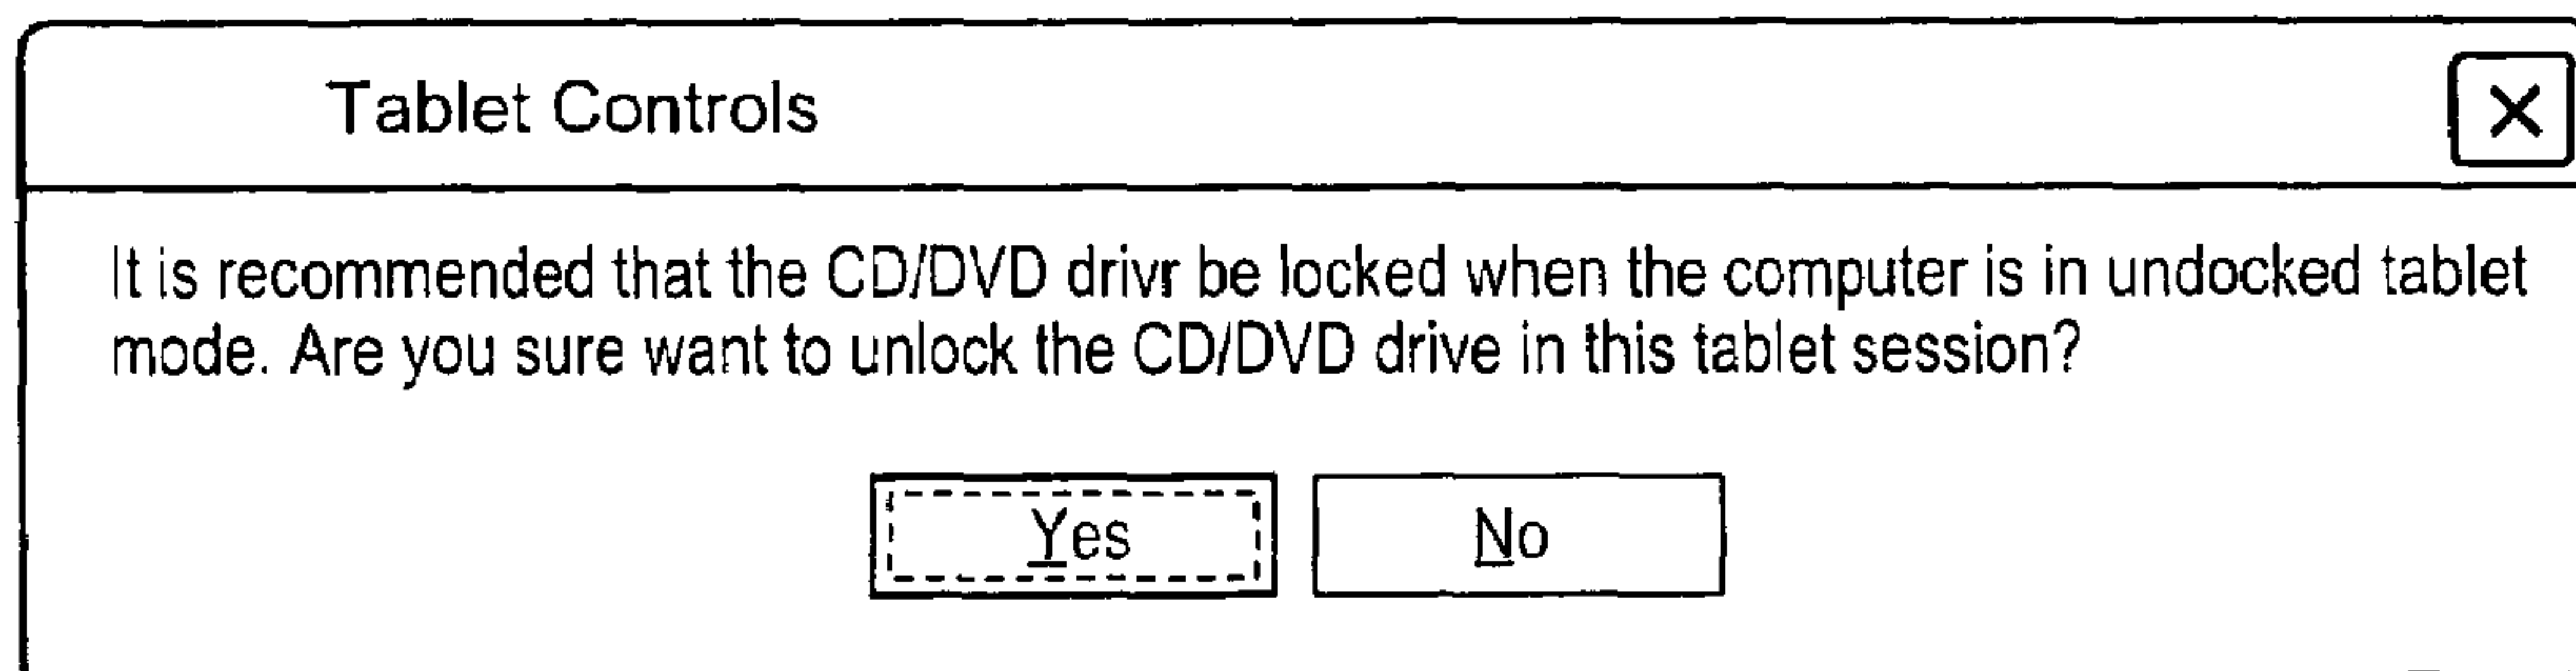 Tablet Controls
It is recommended that the CD/DVD drivr be locked when the computer is in undocked tablet
mode. Are you sure want to unlock the CD/DVD drive in this tablet session?
Yes No